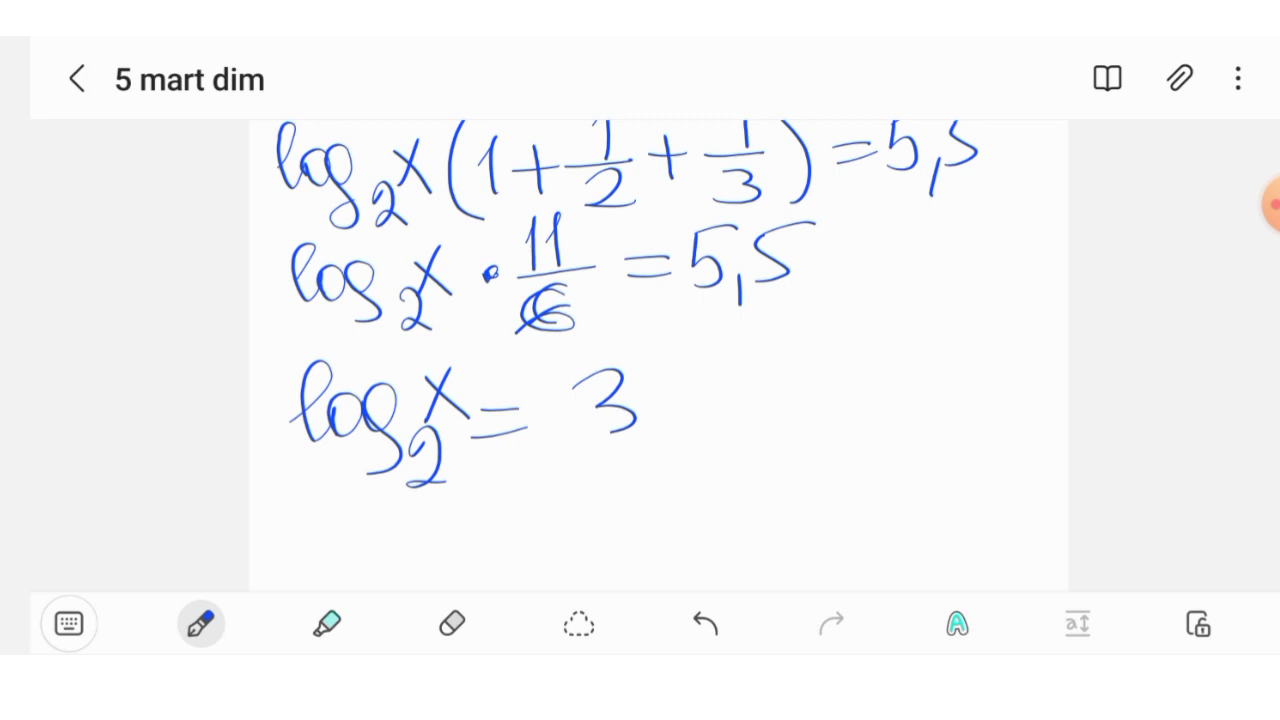 5 mart dim
log₂x(1+1/2+1/3)=5,5
log₂x·11/6=5,5
log₂x=3
A
a